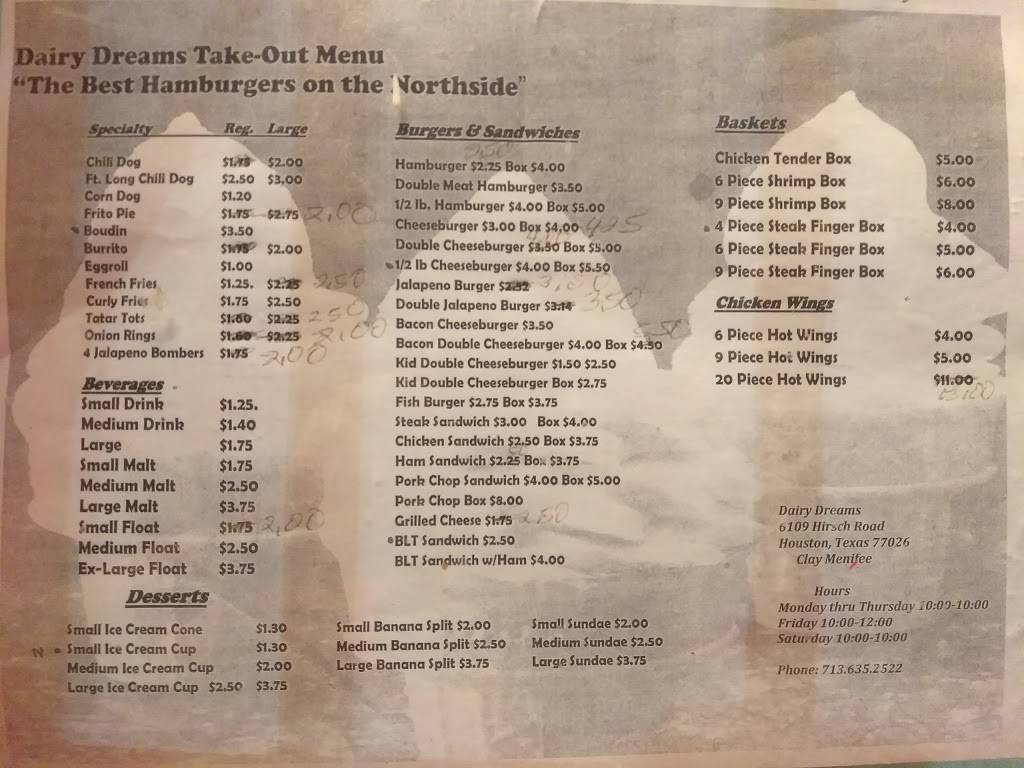 Dairy Dreams Take-Out Menu
"The Best Hamburgers on the Northside"
Specialty Reg. Large
Chili Dog $1.75 $2.00
Ft. Long Chili Dog $2.50 $3.00
Corn Dog $1.20
Frito Pie $1.75 $2.75 2,00
Boudin $3.50
Burrito $1.75 $2.00
Eggroll $1.00
French Fries $1.25. $2.25 2,50
Curly Fries $1.75 $2.50
Tatar Tots $1.60 $2.25 250
Onion Rings $1.60 $2.25 2,00
4 Jalapeno Bombers $1.75 2,00
Beverages
Small Drink $1.25.
Medium Drink $1.40
Large $1.75
Small Malt $1.75
Medium Malt $2.50
Large Malt $3.75
Small Float $1.75 2,00
Medium Float $2.50
Ex-Large Float $3.75
Burgers & Sandwiches
Hamburger $2.25 Box $4.00
Double Meat Hamburger $3.50
1/2 lb. Hamburger $4.00 Box $5.00
Cheeseburger $3.00 Box $4.00 425
Double Cheeseburger $3.50 Box $5.00
1/2 lb Cheeseburger $4.00 Box $5.50
Jalapeno Burger $2.52
Double Jalapeno Burger $3.14 3,50
Bacon Cheeseburger $3.50
Bacon Double Cheeseburger $4.00 Box $4.50
Kid Double Cheeseburger $1.50 $2.50
Kid Double Cheeseburger Box $2.75
Fish Burger $2.75 Box $3.75
Steak Sandwich $3.00 Box $4.00
Chicken Sandwich $2.50 Box $3.75
Ham Sandwich $2.25 Box $3.75
Pork Chop Sandwich $4.00 Box $5.00
Pork Chop Box $8.00
Grilled Cheese $1.75 2.50
BLT Sandwich $2.50
BLT Sandwich w/Ham $4.00
Baskets
Chicken Tender Box $5.00
6 Piece Shrimp Box $6.00
9 Piece Shrimp Box $8.00
4 Piece Steak Finger Box $4.00
6 Piece Steak Finger Box $5.00
9 Piece Steak Finger Box $6.00
Chicken Wings
6 Piece Hot Wings $4.00
9 Piece Hot Wings $5.00
20 Piece Hot Wings $11.00
Dairy Dreams
6109 Hirsch Road
Houston, Texas 77026
Clay Menifee
Hours
Monday thru Thursday 10:00-10:00
Friday 10:00-12:00
Saturday 10:00-10:00
Phone: 713.635.2522
Desserts
Small Ice Cream Cone $1.30
Small Ice Cream Cup $1.30
Medium Ice Cream Cup $2.00
Large Ice Cream Cup $2.50 $3.75
Small Banana Split $2.00
Medium Banana Split $2.50
Large Banana Split $3.75
Small Sundae $2.00
Medium Sundae $2.50
Large Sundae $3.75